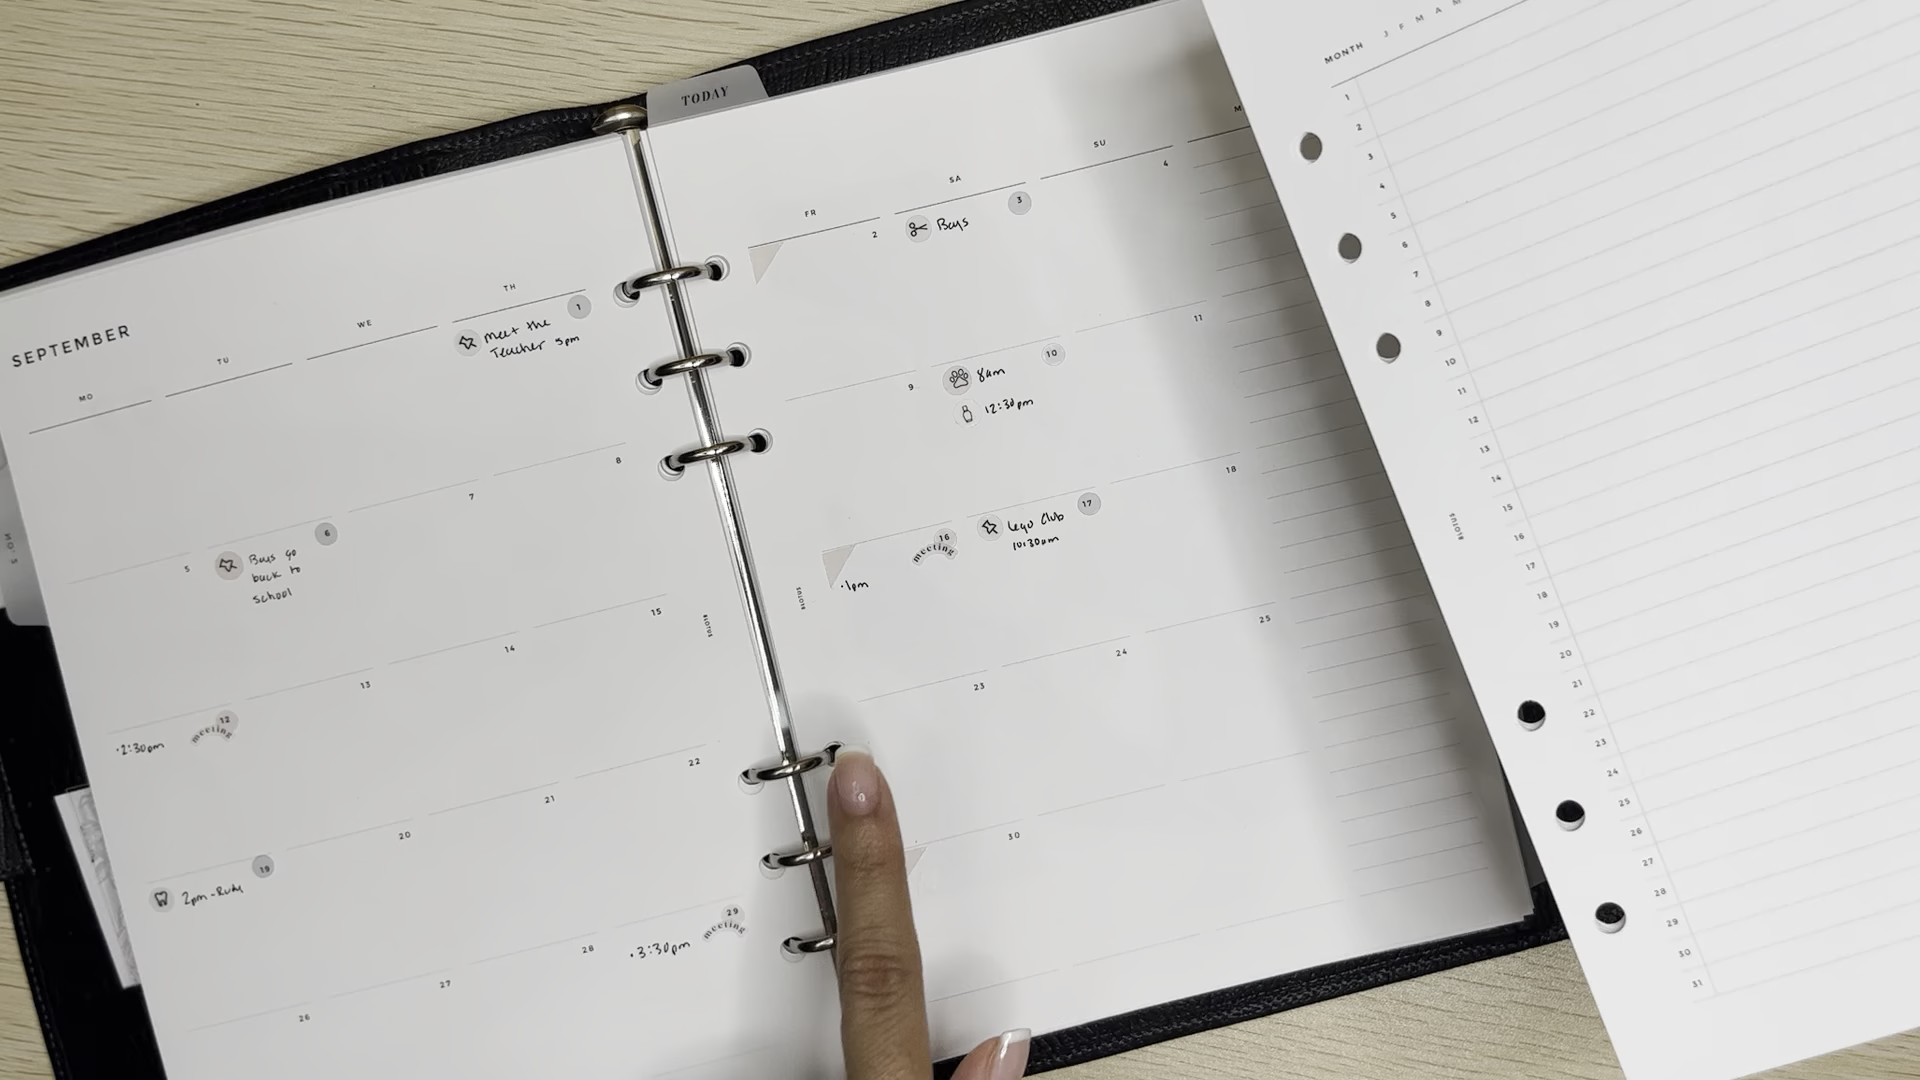 TODAY
SEPTEMBER
MO
TU
WE
TH
1
meet the
Teacher 5pm
5
6
Boys go
back to
school
7
8
·2:30pm
12
meeting
13
14
15
2pm-Rudy
19
20
21
22
26
27
28
·3:30pm
29
meeting
BLOTUS
FR
SA
SU
M
2
Boys
3
4
9
8am
10
12:30pm
11
·1pm
16
meeting
Lego Club
10:30am
17
18
23
24
25
30
BLOTUS
MONTH J F M A M
1
2
3
4
5
6
7
8
9
10
11
12
13
14
15
16
17
18
19
20
21
22
23
24
25
26
27
28
29
30
31
BLOTUS